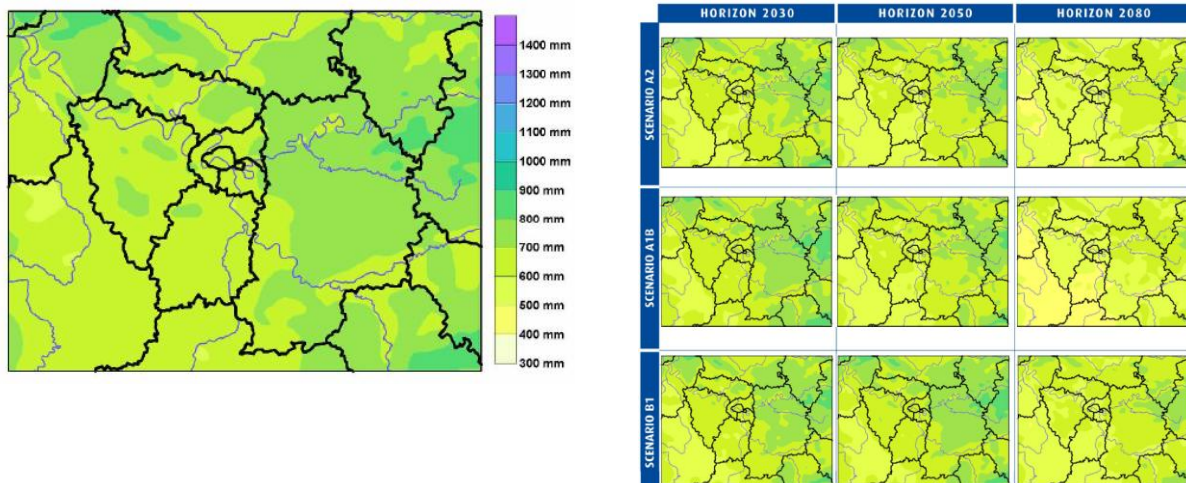 1400 mm
1300 mm
1200 mm
1100 mm
1000 mm
900 mm
800 mm
700 mm
600 mm
500 mm
400 mm
300 mm
HORIZON 2030
HORIZON 2050
HORIZON 2080
SCENARIO A2
SCENARIO A1B
SCENARIO B1